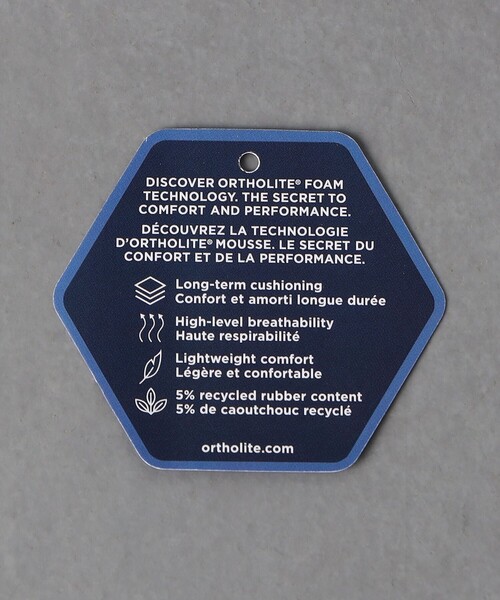 DISCOVER ORTHOLITE® FOAM
TECHNOLOGY. THE SECRET TO
COMFORT AND PERFORMANCE.
DÉCOUVREZ LA TECHNOLOGIE
D'ORTHOLITE® MOUSSE. LE SECRET DU
CONFORT ET DE LA PERFORMANCE.
Long-term cushioning
Confort et amorti longue durée
High-level breathability
Haute respirabilité
Lightweight comfort
Légère et confortable
5% recycled rubber content
5% de caoutchouc recyclé
ortholite.com